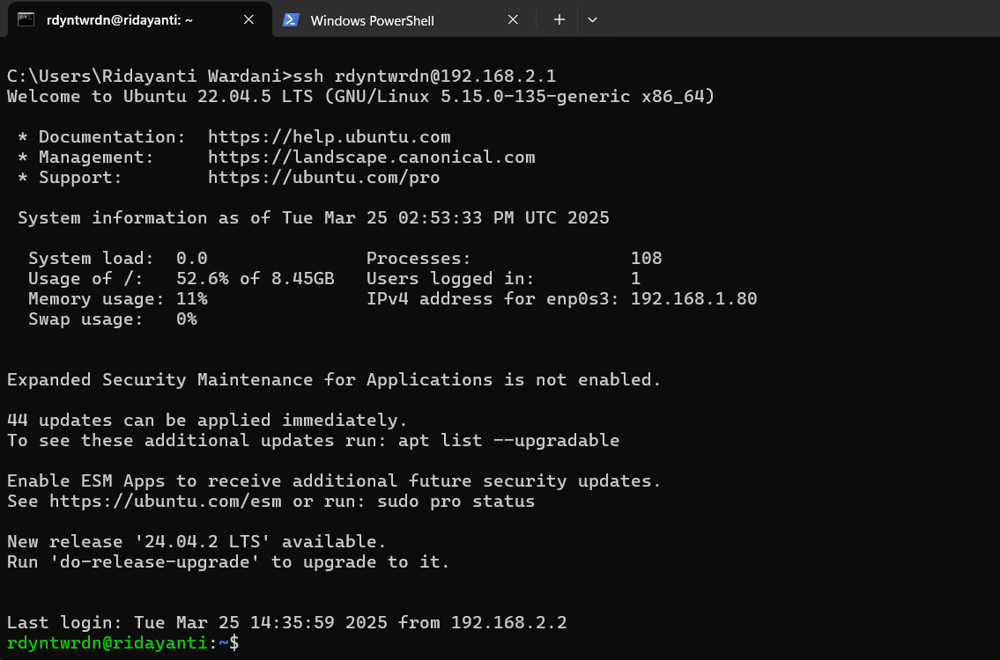 rdyntwrdn@ridayanti: ~
Windows PowerShell
C:\Users\Ridayanti Wardani>ssh rdyntwrdn@192.168.2.1
Welcome to Ubuntu 22.04.5 LTS (GNU/Linux 5.15.0-135-generic x86_64)
* Documentation:  https://help.ubuntu.com
* Management:     https://landscape.canonical.com
* Support:        https://ubuntu.com/pro
System information as of Tue Mar 25 02:53:33 PM UTC 2025
System load:  0.0               Processes:               108
Usage of /:   52.6% of 8.45GB   Users logged in:         1
Memory usage: 11%               IPv4 address for enp0s3: 192.168.1.80
Swap usage:   0%
Expanded Security Maintenance for Applications is not enabled.
44 updates can be applied immediately.
To see these additional updates run: apt list --upgradable
Enable ESM Apps to receive additional future security updates.
See https://ubuntu.com/esm or run: sudo pro status
New release '24.04.2 LTS' available.
Run 'do-release-upgrade' to upgrade to it.
Last login: Tue Mar 25 14:35:59 2025 from 192.168.2.2
rdyntwrdn@ridayanti:~$